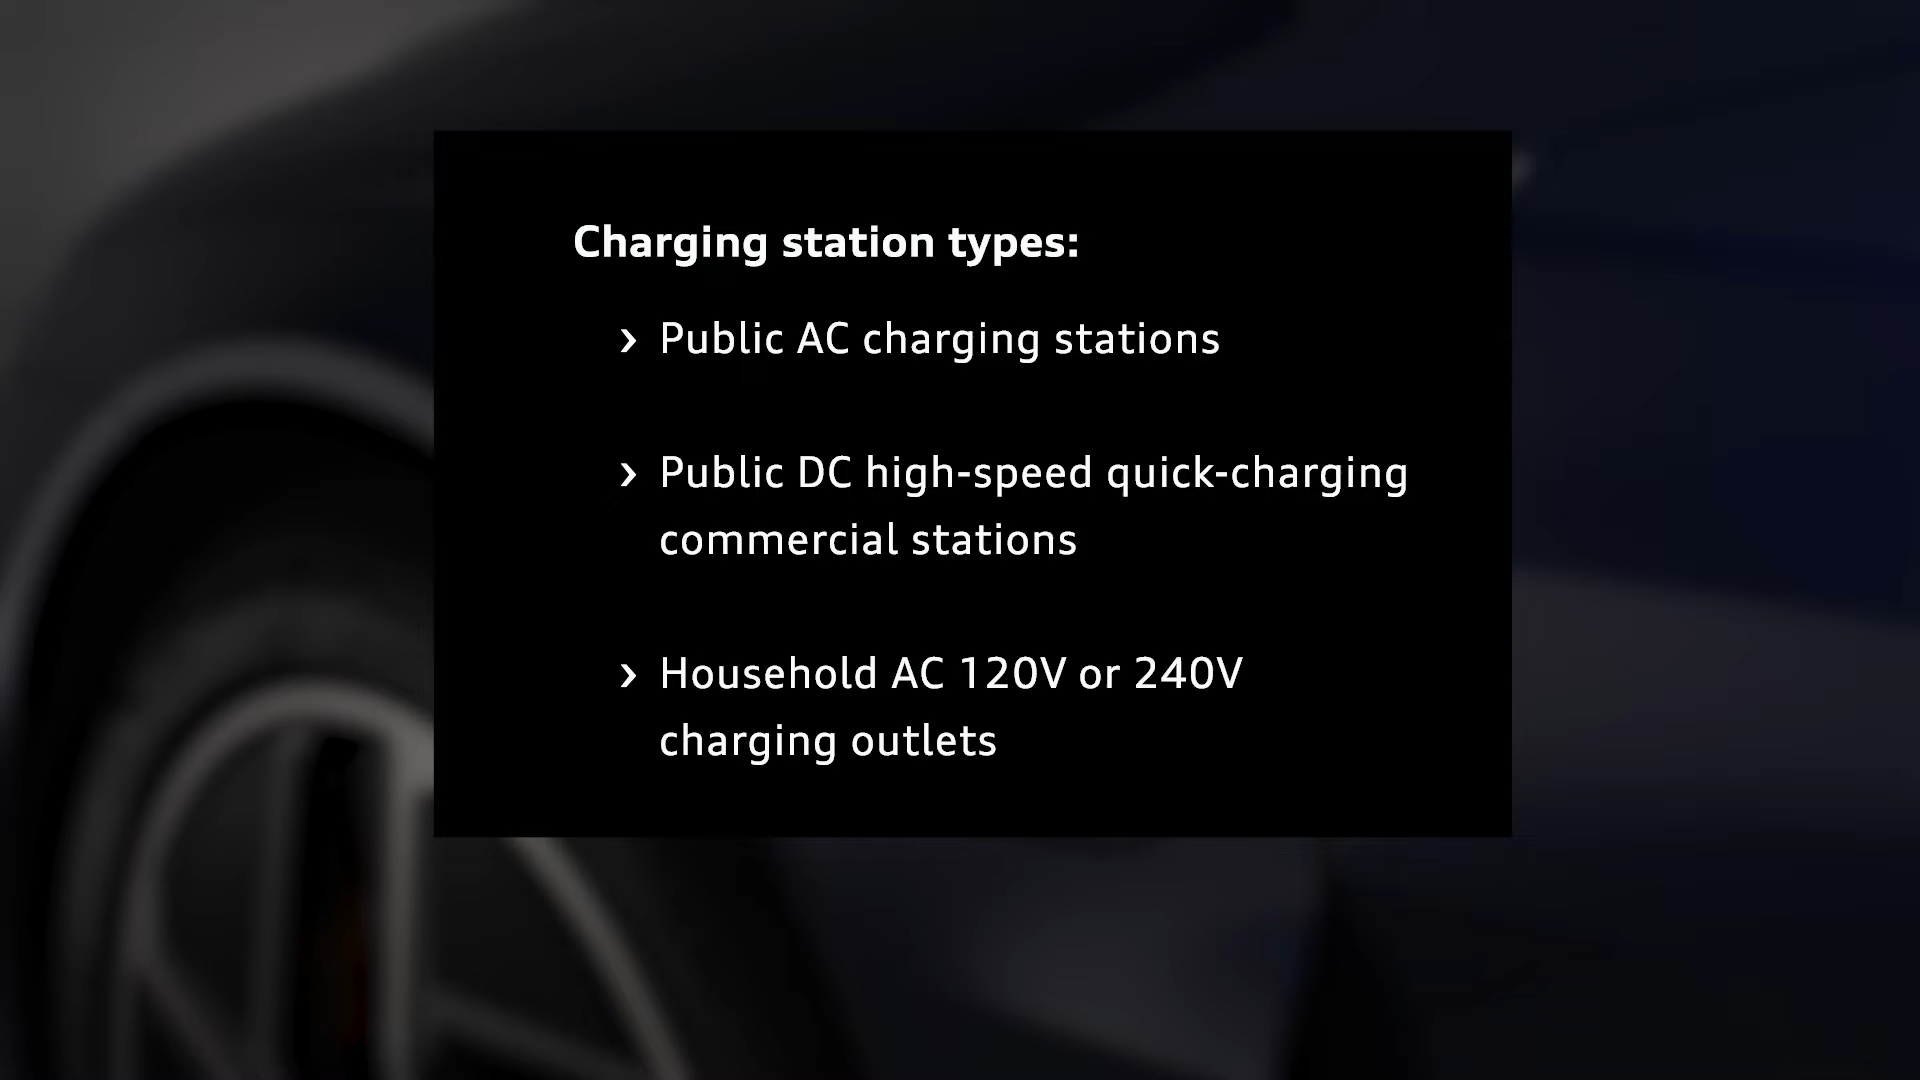 Charging station types:
› Public AC charging stations
› Public DC high-speed quick-charging
commercial stations
› Household AC 120V or 240V
charging outlets